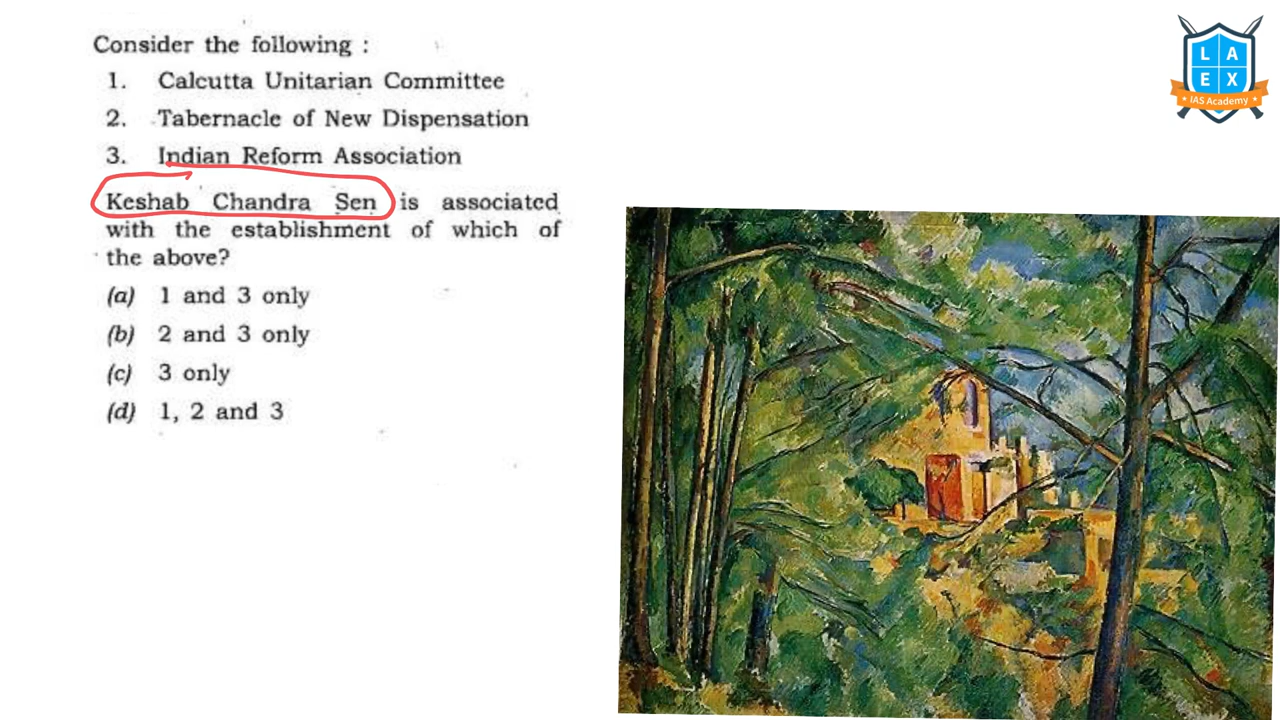 Consider the following :
1. Calcutta Unitarian Committee
2. Tabernacle of New Dispensation
3. Indian Reform Association
Keshab Chandra Sen is associated
with the establishment of which of
the above?
(a) 1 and 3 only
(b) 2 and 3 only
(c) 3 only
(d) 1, 2 and 3
L A
E X
IAS Academy